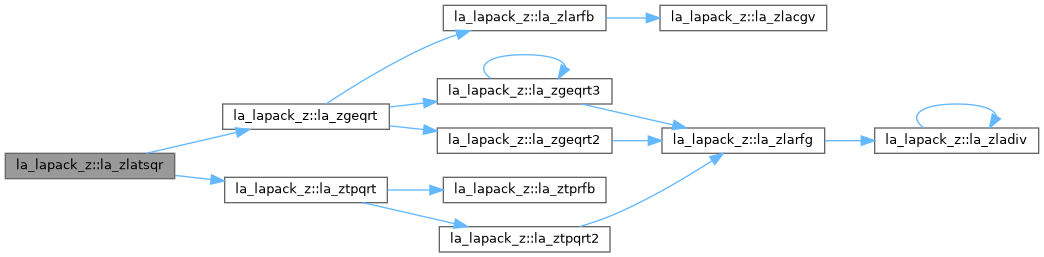 la_lapack_z::la_zlatsqr
la_lapack_z::la_zgeqrt
la_lapack_z::la_zlarfb
la_lapack_z::la_zlacgv
la_lapack_z::la_zgeqrt3
la_lapack_z::la_zgeqrt2
la_lapack_z::la_zlarfg
la_lapack_z::la_zladiv
la_lapack_z::la_ztpqrt
la_lapack_z::la_ztprfb
la_lapack_z::la_ztpqrt2